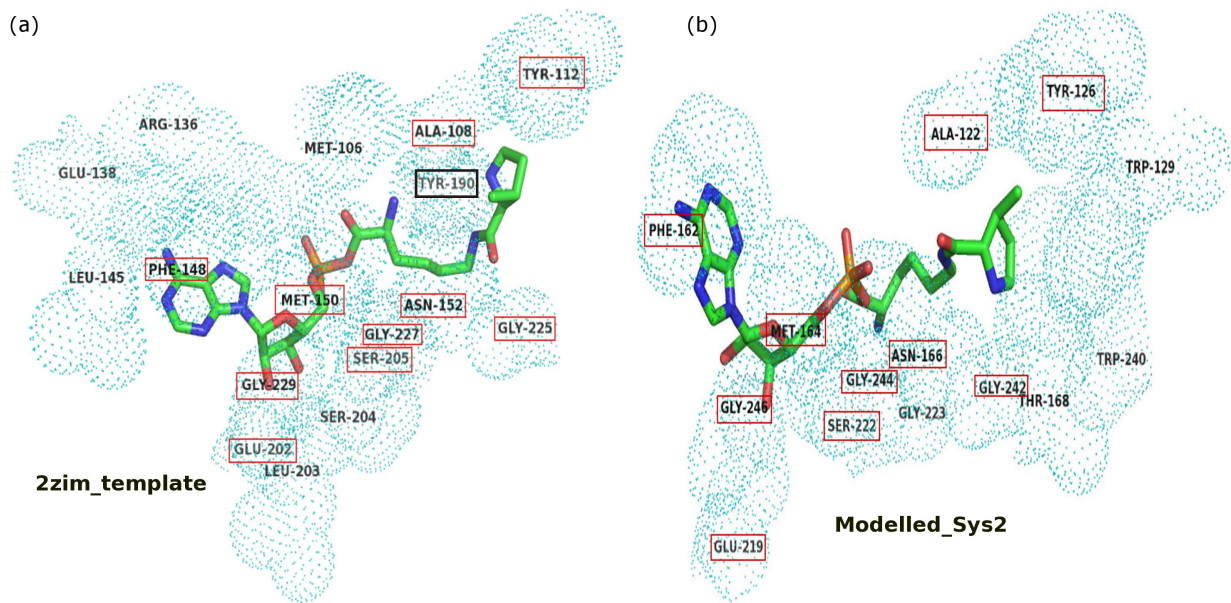 (a)
TYR-112
ARG-136
ALA-108
MET-106
GLU-138
TYR-190
LEU-145
PHE-148
MET-150
ASN-152
GLY-227
GLY-225
SER-205
GLY-229
SER-204
GLU-202
LEU-203
2zim_template
(b)
TYR-126
ALA-122
TRP-129
PHE-162
MET-164
ASN-166
TRP-240
GLY-244
GLY-242
THR-168
GLY-246
GLY-223
SER-222
Modelled_Sys2
GLU-219